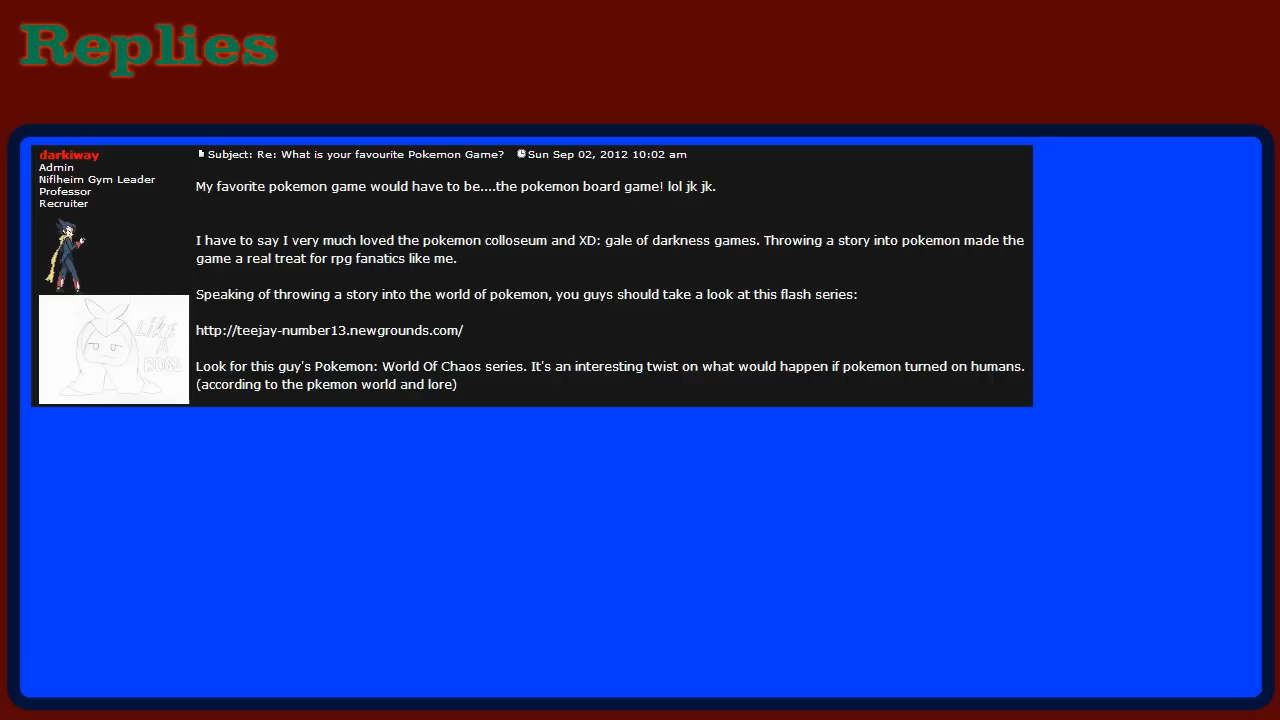 Replies
darkiway
Admin
Niflheim Gym Leader
Professor
Recruiter
LIKE
A
BOSS
Subject: Re: What is your favourite Pokemon Game? Sun Sep 02, 2012 10:02 am
My favorite pokemon game would have to be....the pokemon board game! lol jk jk.
I have to say I very much loved the pokemon colloseum and XD: gale of darkness games. Throwing a story into pokemon made the
game a real treat for rpg fanatics like me.
Speaking of throwing a story into the world of pokemon, you guys should take a look at this flash series:
http://teejay-number13.newgrounds.com/
Look for this guy's Pokemon: World Of Chaos series. It's an interesting twist on what would happen if pokemon turned on humans.
(according to the pkemon world and lore)